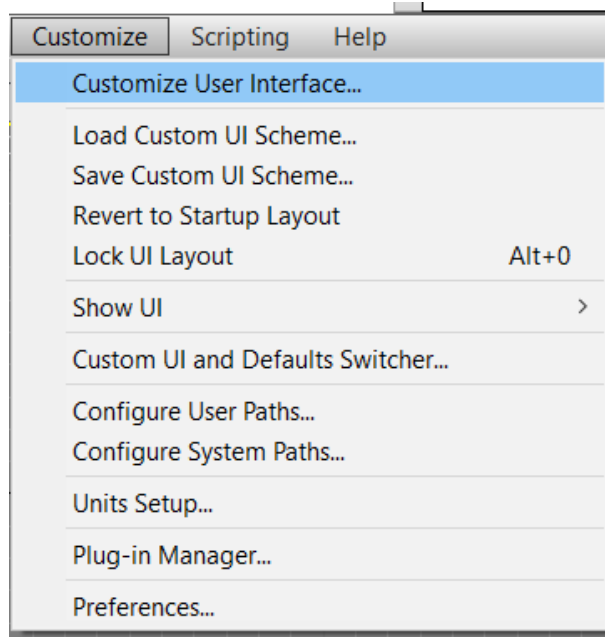 Customize Scripting Help
Customize User Interface...
Load Custom UI Scheme...
Save Custom UI Scheme...
Revert to Startup Layout
Lock UI Layout Alt+0
Show UI
Custom UI and Defaults Switcher...
Configure User Paths...
Configure System Paths...
Units Setup...
Plug-in Manager...
Preferences...